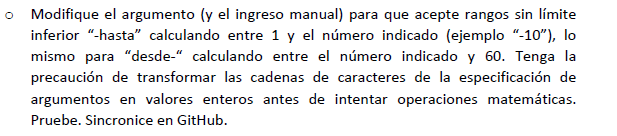 o Modifique el argumento (y el ingreso manual) para que acepte rangos sin límite
inferior “-hasta” calculando entre 1 y el número indicado (ejemplo “-10”), lo
mismo para “desde-“ calculando entre el número indicado y 60. Tenga la
precaución de transformar las cadenas de caracteres de la especificación de
argumentos en valores enteros antes de intentar operaciones matemáticas.
Pruebe. Sincronice en GitHub.